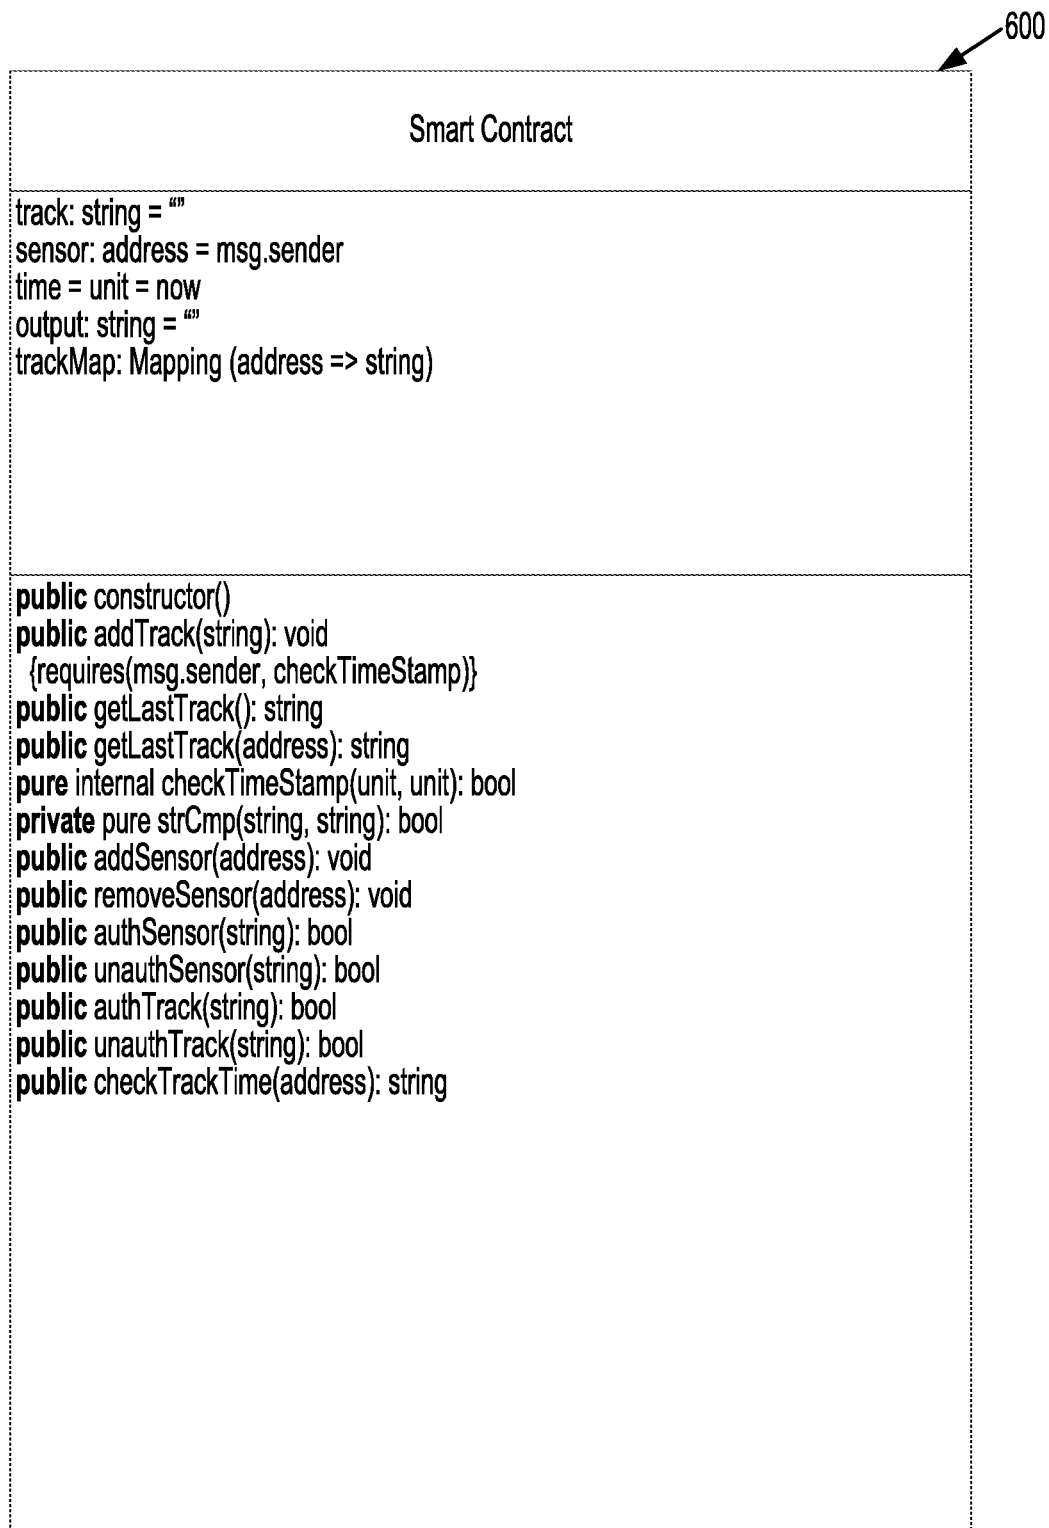 600
Smart Contract
track: string = “”
sensor: address = msg.sender
time = unit = now
output: string = “”
trackMap: Mapping (address => string)
public constructor()
public addTrack(string): void
{requires(msg.sender, checkTimeStamp)}
public getLastTrack(): string
public getLastTrack(address): string
pure internal checkTimeStamp(unit, unit): bool
private pure strCmp(string, string): bool
public addSensor(address): void
public removeSensor(address): void
public authSensor(string): bool
public unauthSensor(string): bool
public authTrack(string): bool
public unauthTrack(string): bool
public checkTrackTime(address): string